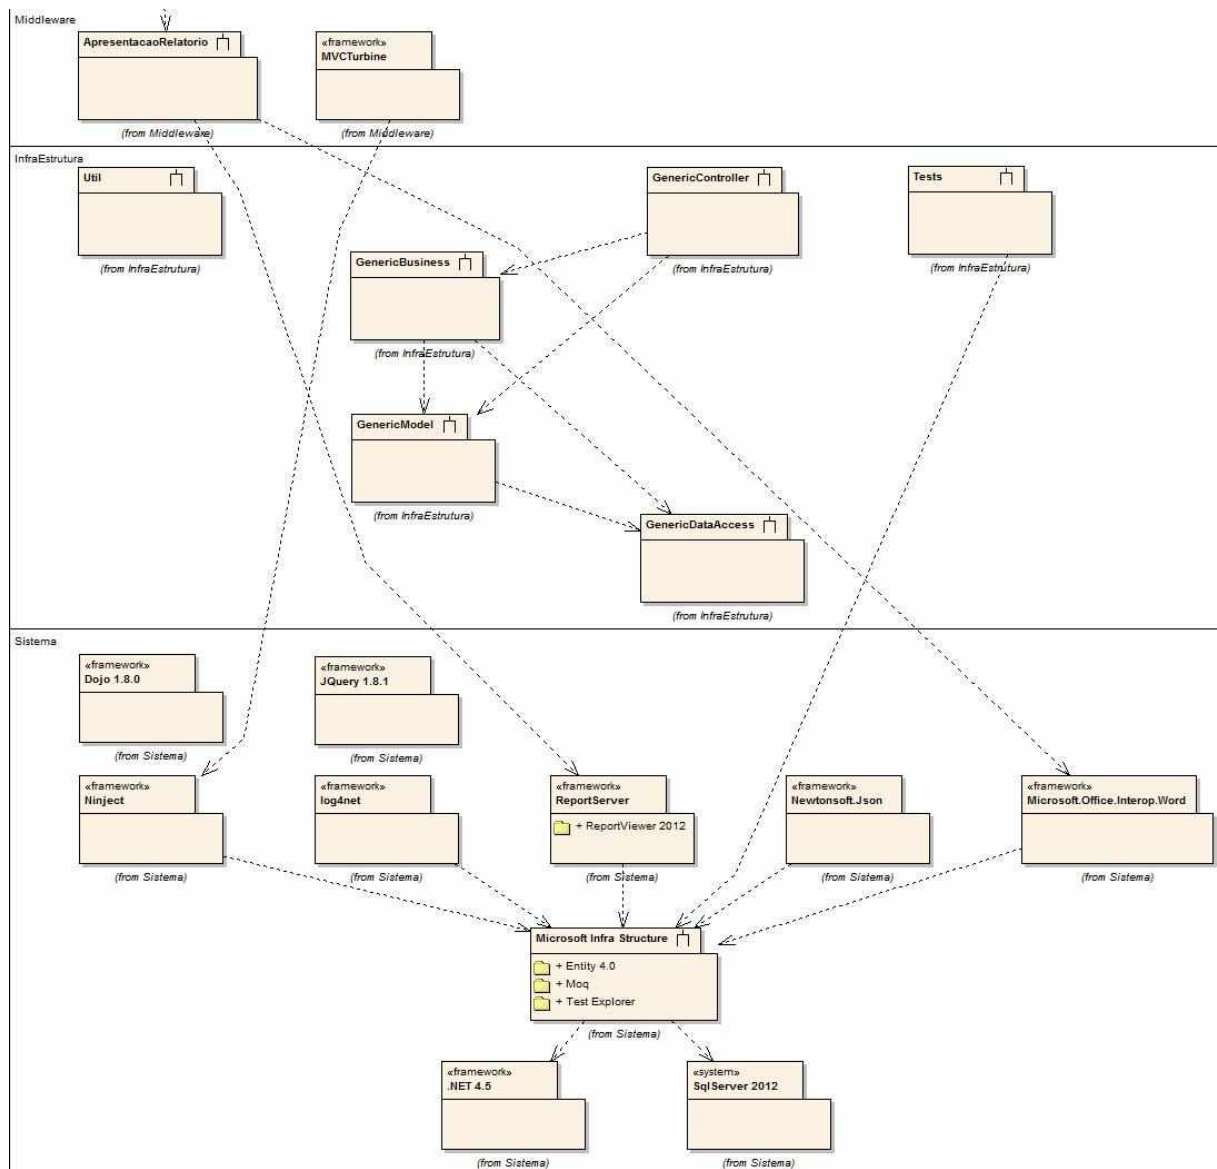 Middleware
ApresentacaoRelatorio
«framework»
MVCTurbine
(from Middleware)
(from Middleware)
InfraEstrutura
Util
GenericController
Tests
(from InfraEstrutura)
(from InfraEstrutura)
(from InfraEstrutura)
GenericBusiness
(from InfraEstrutura)
GenericModel
(from InfraEstrutura)
GenericDataAccess
(from InfraEstrutura)
Sistema
«framework»
Dojo 1.8.0
«framework»
JQuery 1.8.1
(from Sistema)
(from Sistema)
«framework»
Ninject
«framework»
log4net
«framework»
ReportServer
+ ReportViewer 2012
«framework»
Newtonsoft.Json
«framework»
Microsoft.Office.Interop.Word
(from Sistema)
(from Sistema)
(from Sistema)
(from Sistema)
(from Sistema)
Microsoft Infra Structure
+ Entity 4.0
+ Moq
+ Test Explorer
(from Sistema)
«framework»
.NET 4.5
«system»
SqlServer 2012
(from Sistema)
(from Sistema)